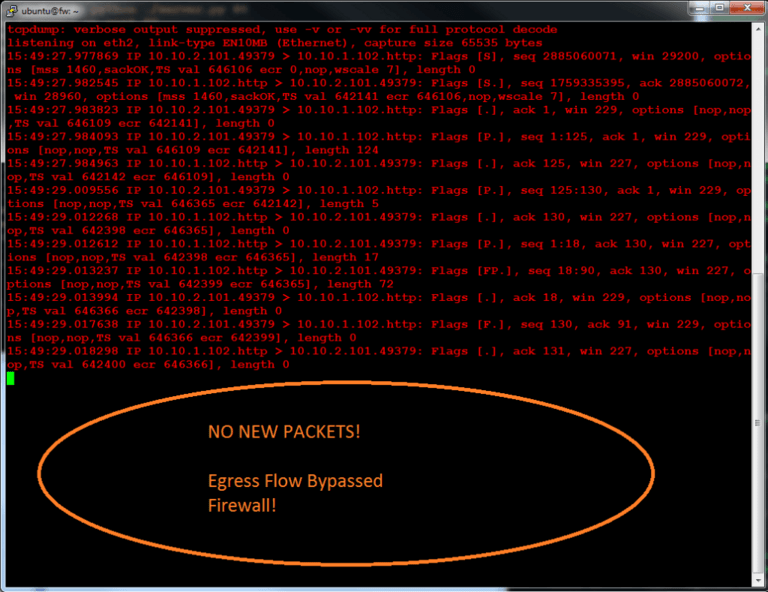 ubuntu@fw: ~
tcpdump: verbose output suppressed, use -v or -vv for full protocol decode
listening on eth2, link-type EN10MB (Ethernet), capture size 65535 bytes
15:49:27.977869 IP 10.10.2.101.49379 > 10.10.1.102.http: Flags [S], seq 2885060071, win 29200, optio
ns [mss 1460,sackOK,TS val 646106 ecr 0,nop,wscale 7], length 0
15:49:27.982545 IP 10.10.1.102.http > 10.10.2.101.49379: Flags [S.], seq 1759335395, ack 2885060072,
 win 28960, options [mss 1460,sackOK,TS val 642141 ecr 646106,nop,wscale 7], length 0
15:49:27.983823 IP 10.10.2.101.49379 > 10.10.1.102.http: Flags [.], ack 1, win 229, options [nop,nop
,TS val 646109 ecr 642141], length 0
15:49:27.984093 IP 10.10.2.101.49379 > 10.10.1.102.http: Flags [P.], seq 1:125, ack 1, win 229, opti
ons [nop,nop,TS val 646109 ecr 642141], length 124
15:49:27.984963 IP 10.10.1.102.http > 10.10.2.101.49379: Flags [.], ack 125, win 227, options [nop,n
op,TS val 642142 ecr 646109], length 0
15:49:29.009556 IP 10.10.2.101.49379 > 10.10.1.102.http: Flags [P.], seq 125:130, ack 1, win 229, op
tions [nop,nop,TS val 646365 ecr 642142], length 5
15:49:29.012268 IP 10.10.1.102.http > 10.10.2.101.49379: Flags [.], ack 130, win 227, options [nop,n
op,TS val 642398 ecr 646365], length 0
15:49:29.012612 IP 10.10.1.102.http > 10.10.2.101.49379: Flags [P.], seq 1:18, ack 130, win 227, opt
ions [nop,nop,TS val 642398 ecr 646365], length 17
15:49:29.013237 IP 10.10.1.102.http > 10.10.2.101.49379: Flags [FP.], seq 18:90, ack 130, win 227, o
ptions [nop,nop,TS val 642399 ecr 646365], length 72
15:49:29.013994 IP 10.10.2.101.49379 > 10.10.1.102.http: Flags [.], ack 18, win 229, options [nop,no
p,TS val 646366 ecr 642398], length 0
15:49:29.017638 IP 10.10.2.101.49379 > 10.10.1.102.http: Flags [F.], seq 130, ack 91, win 229, optio
ns [nop,nop,TS val 646366 ecr 642399], length 0
15:49:29.018298 IP 10.10.1.102.http > 10.10.2.101.49379: Flags [.], ack 131, win 227, options [nop,n
op,TS val 642400 ecr 646366], length 0
NO NEW PACKETS!
Egress Flow Bypassed
Firewall!